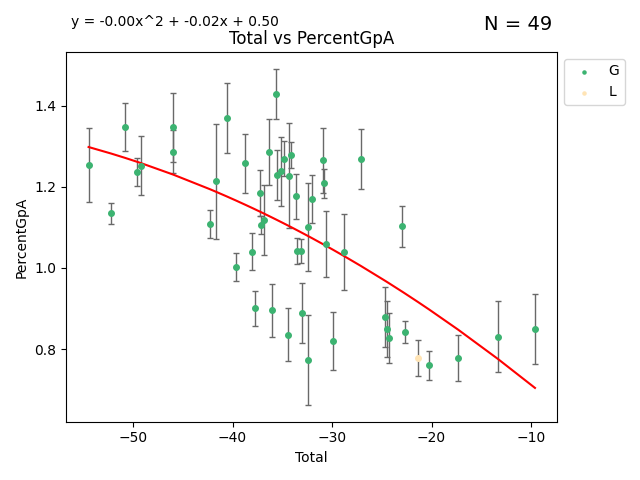 y = -0.00x^2 + -0.02x + 0.50
N = 49
Total vs PercentGpA
G
L
PercentGpA
1.4
1.2
1.0
0.8
−50
−40
−30
−20
−10
Total